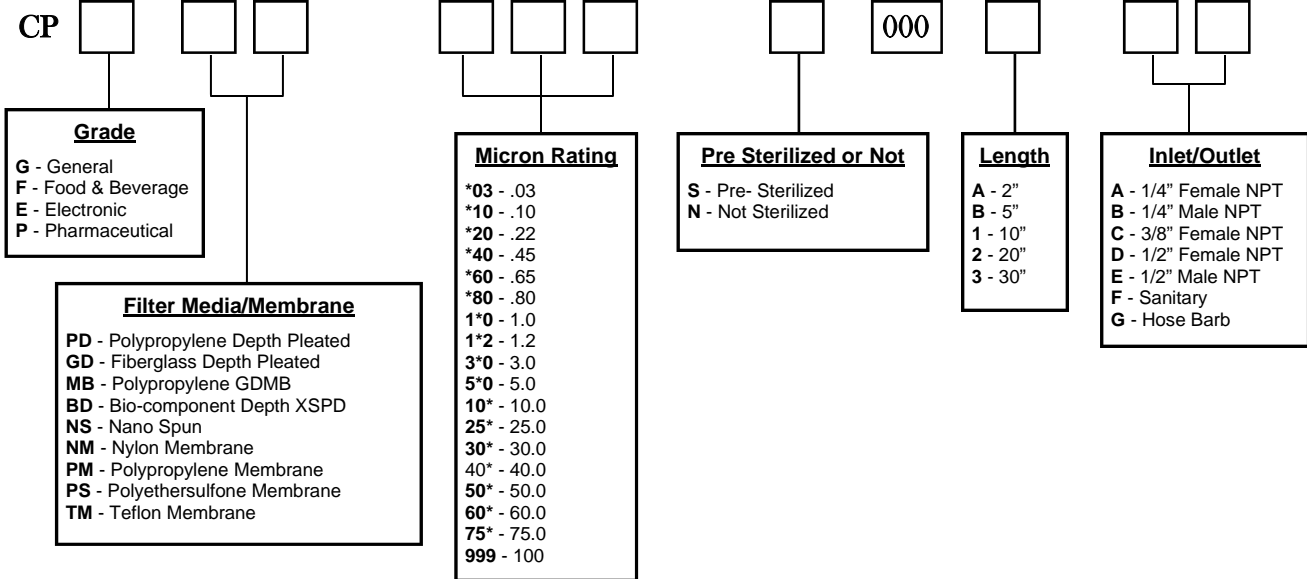 CP 000
Grade
G - General
F - Food & Beverage
E - Electronic
P - Pharmaceutical
Filter Media/Membrane
PD - Polypropylene Depth Pleated
GD - Fiberglass Depth Pleated
MB - Polypropylene GDMB
BD - Bio-component Depth XSPD
NS - Nano Spun
NM - Nylon Membrane
PM - Polypropylene Membrane
PS - Polyethersulfone Membrane
TM - Teflon Membrane
Micron Rating
*03 - .03
*10 - .10
*20 - .22
*40 - .45
*60 - .65
*80 - .80
1*0 - 1.0
1*2 - 1.2
3*0 - 3.0
5*0 - 5.0
10* - 10.0
25* - 25.0
30* - 30.0
40* - 40.0
50* - 50.0
60* - 60.0
75* - 75.0
999 - 100
Pre Sterilized or Not
S - Pre- Sterilized
N - Not Sterilized
Length
A - 2”
B - 5”
1 - 10”
2 - 20”
3 - 30”
Inlet/Outlet
A - 1/4” Female NPT
B - 1/4” Male NPT
C - 3/8” Female NPT
D - 1/2” Female NPT
E - 1/2” Male NPT
F - Sanitary
G - Hose Barb